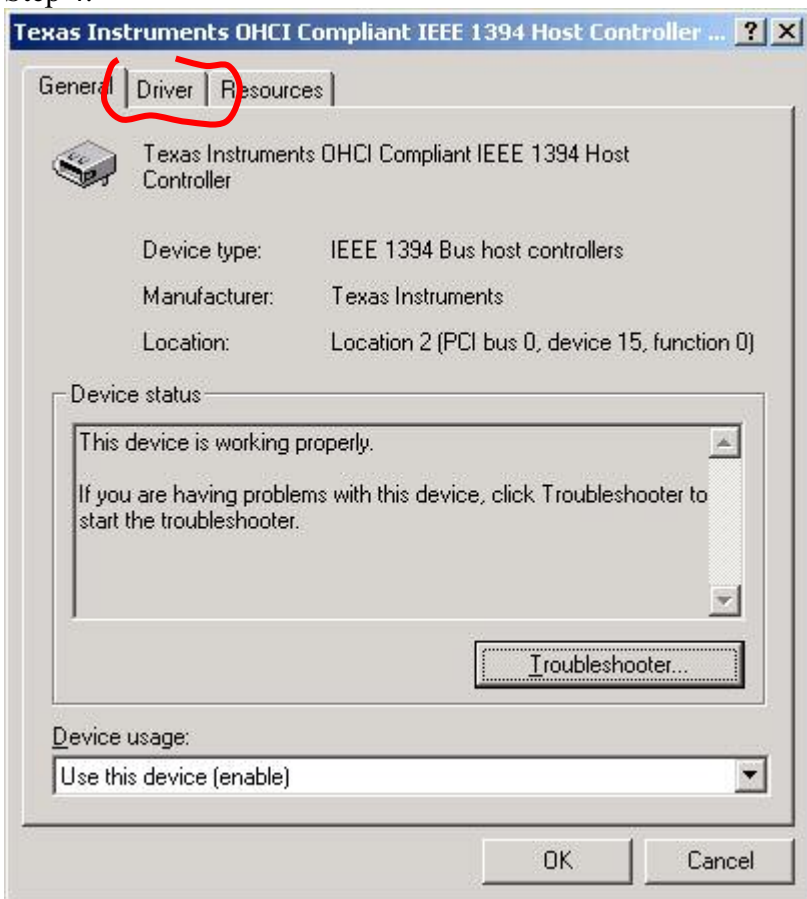 Texas Instruments OHCI Compliant IEEE 1394 Host Controller ... ? X
General Driver Resources
Texas Instruments OHCI Compliant IEEE 1394 Host
Controller
Device type: IEEE 1394 Bus host controllers
Manufacturer: Texas Instruments
Location: Location 2 (PCI bus 0, device 15, function 0)
Device status
This device is working properly.
If you are having problems with this device, click Troubleshooter to
start the troubleshooter.
Troubleshooter...
Device usage:
Use this device (enable)
OK Cancel